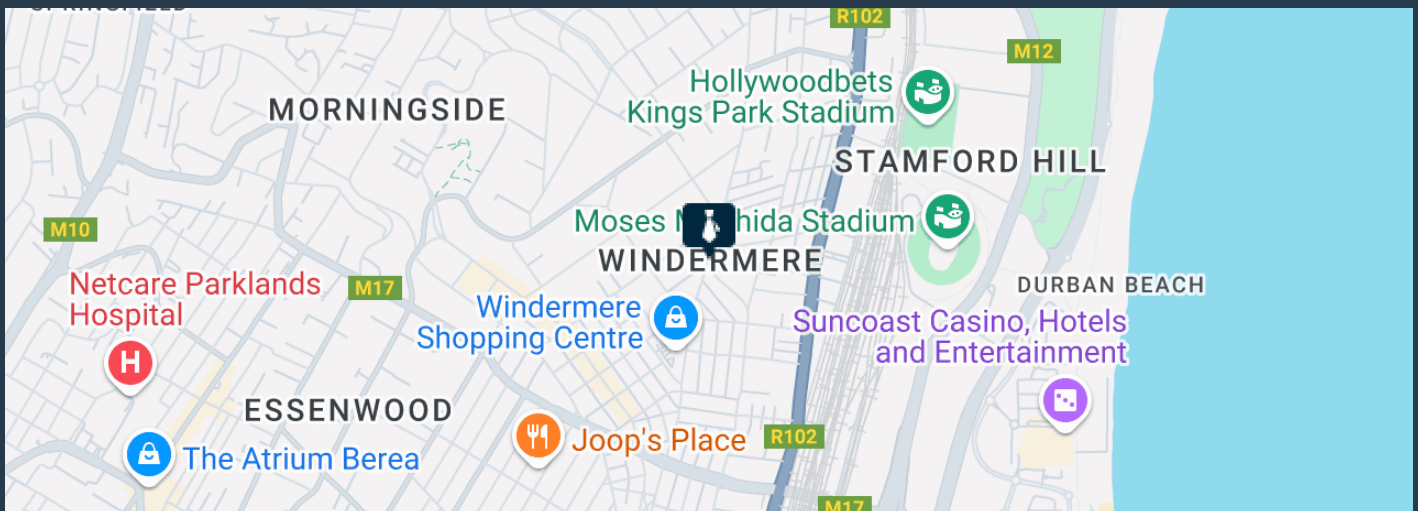 R102
M12
Hollywoodbets
Kings Park Stadium
MORNINGSIDE
STAMFORD HILL
M10
Moses
hida Stadium
WINDERMERE
Netcare Parklands
Hospital
M17
DURBAN BEACH
Windermere
Shopping Centre
Suncoast Casino, Hotels
and Entertainment
H
ESSENWOOD
Joop's Place
R102
The Atrium Berea
M17